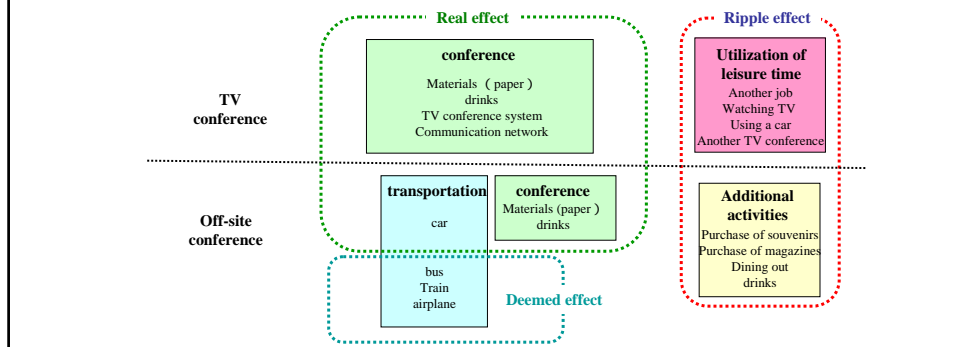 Real effect
Ripple effect
TV
conference
conference
Materials ( paper )
drinks
TV conference system
Communication network
Utilization of
leisure time
Another job
Watching TV
Using a car
Another TV conference
Off-site
conference
transportation
car
bus
Train
airplane
conference
Materials (paper )
drinks
Deemed effect
Additional
activities
Purchase of souvenirs
Purchase of magazines
Dining out
drinks